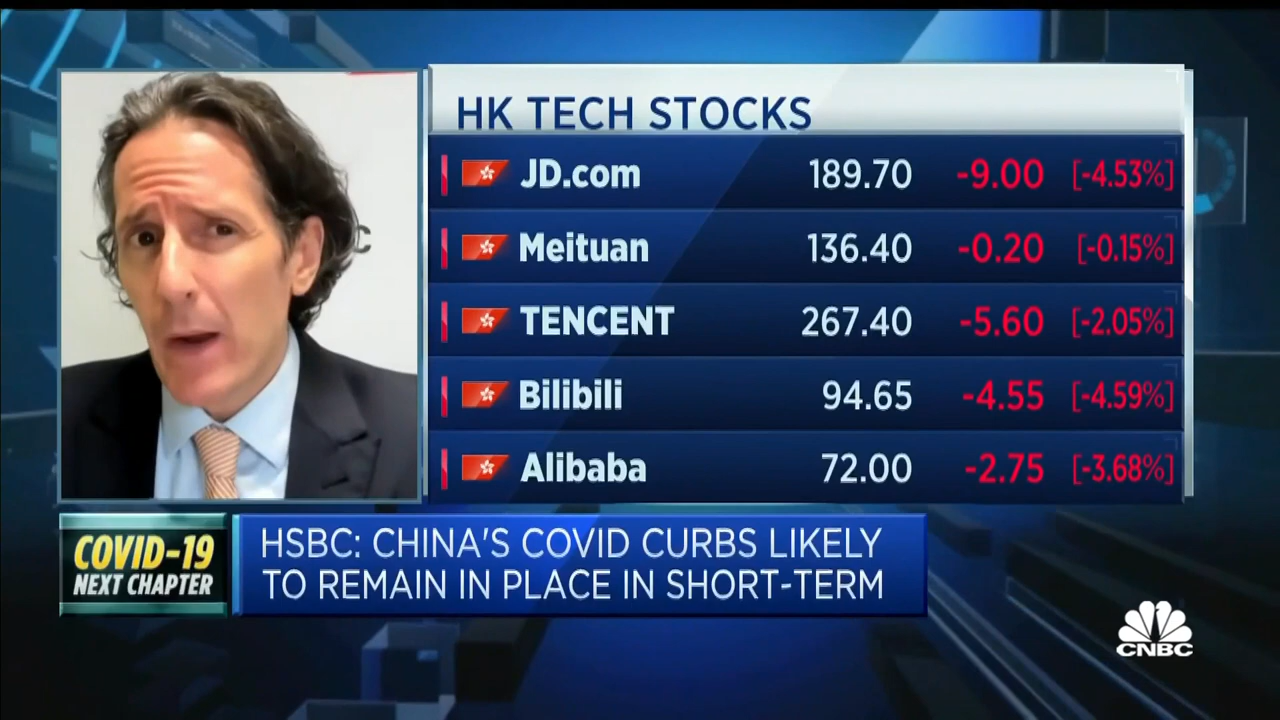 HK TECH STOCKS
JD.com 189.70 -9.00 [-4.53%]
Meituan 136.40 -0.20 [-0.15%]
TENCENT 267.40 -5.60 [-2.05%]
Bilibili 94.65 -4.55 [-4.59%]
Alibaba 72.00 -2.75 [-3.68%]
COVID-19
NEXT CHAPTER
HSBC: CHINA'S COVID CURBS LIKELY
TO REMAIN IN PLACE IN SHORT-TERM
CNBC